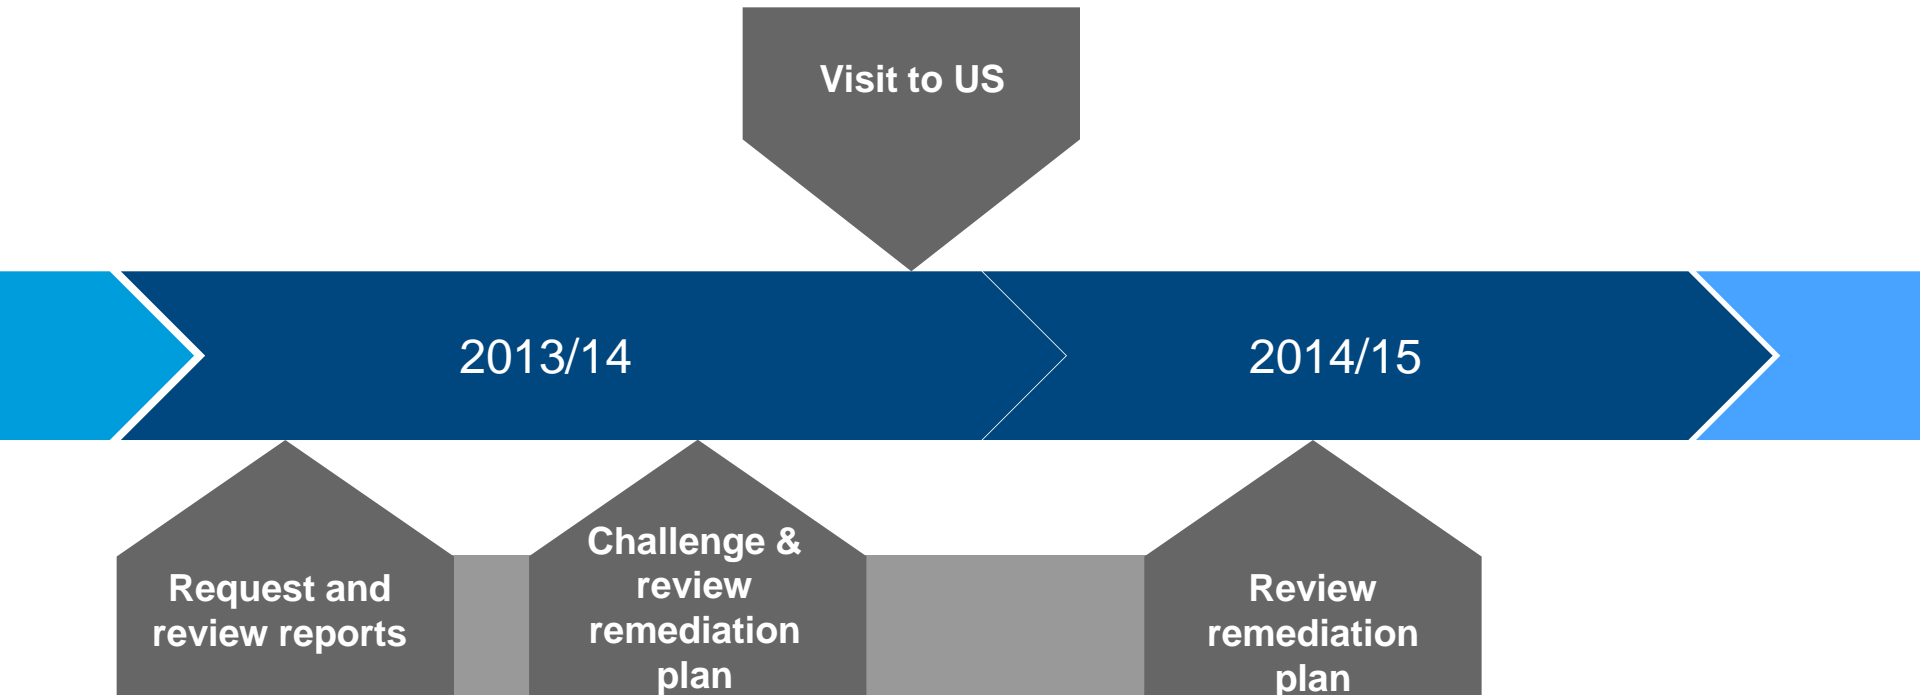 Visit to US
2013/14
2014/15
Request and
review reports
Challenge &
review
remediation
plan
Review
remediation
plan